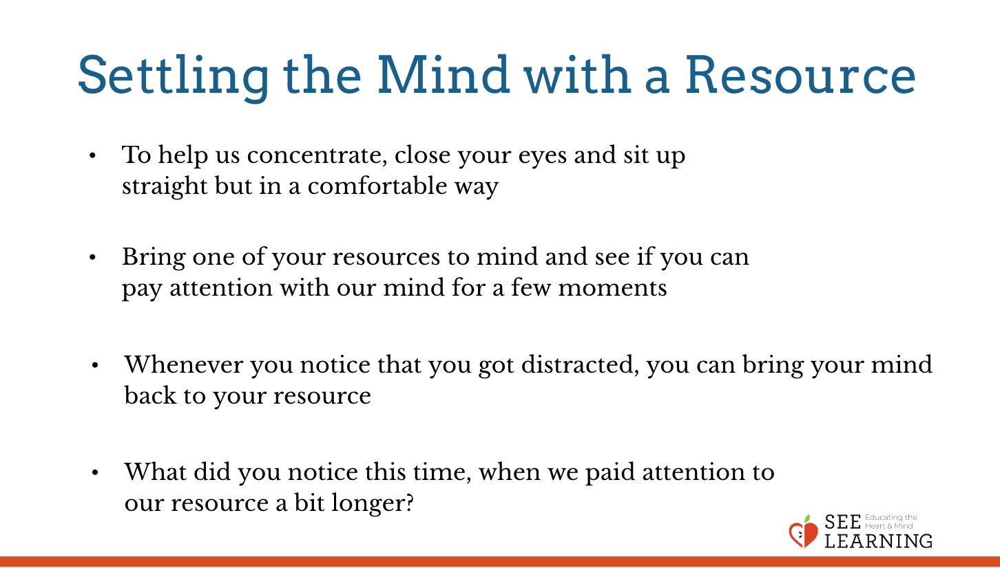 Settling the Mind with a Resource
• To help us concentrate, close your eyes and sit up
straight but in a comfortable way
• Bring one of your resources to mind and see if you can
pay attention with our mind for a few moments
• Whenever you notice that you got distracted, you can bring your mind
back to your resource
• What did you notice this time, when we paid attention to
our resource a bit longer?
SEE Educating the
Heart & Mind
LEARNING